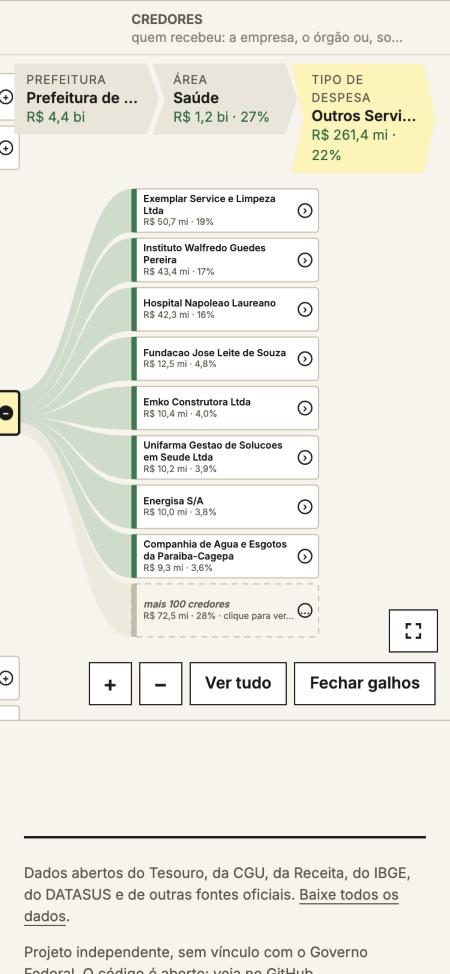 CREDORES
quem recebeu: a empresa, o órgão ou, so...
PREFEITURA
Prefeitura de ...
R$ 4,4 bi
ÁREA
Saúde
R$ 1,2 bi · 27%
TIPO DE
DESPESA
Outros Servi...
R$ 261,4 mi ·
22%
Exemplar Service e Limpeza
Ltda
R$ 50,7 mi · 19%
Instituto Walfredo Guedes
Pereira
R$ 43,4 mi · 17%
Hospital Napoleao Laureano
R$ 42,3 mi · 16%
Fundacao Jose Leite de Souza
R$ 12,5 mi · 4,8%
Emko Construtora Ltda
R$ 10,4 mi · 4,0%
Unifarma Gestao de Solucoes
em Seude Ltda
R$ 10,2 mi · 3,9%
Energisa S/A
R$ 10,0 mi · 3,8%
Companhia de Agua e Esgotos
da Paraiba-Cagepa
R$ 9,3 mi · 3,6%
mais 100 credores
R$ 72,5 mi · 28% · clique para ver...
+
−
Ver tudo
Fechar galhos
Dados abertos do Tesouro, da CGU, da Receita, do IBGE,
do DATASUS e de outras fontes oficiais. Baixe todos os
dados.
Projeto independente, sem vínculo com o Governo
Federal. O código é aberto: veja no GitHub.